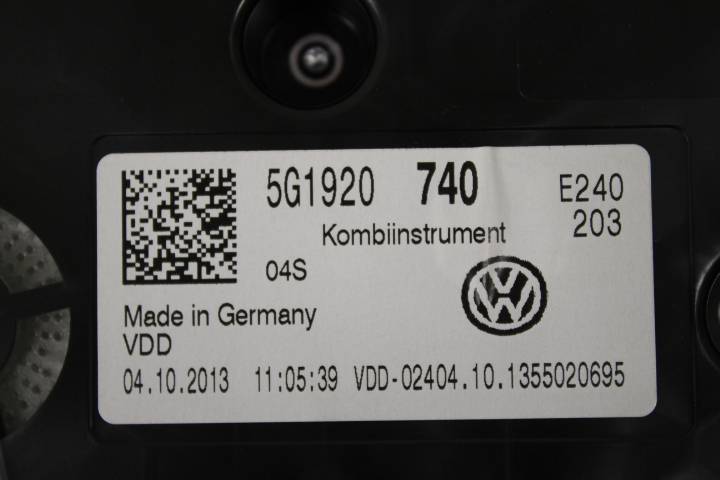 5G1920 740 E240
203
Kombiinstrument
04S
Made in Germany
VDD
04.10.2013 11:05:39 VDD-02404.10.1355020695